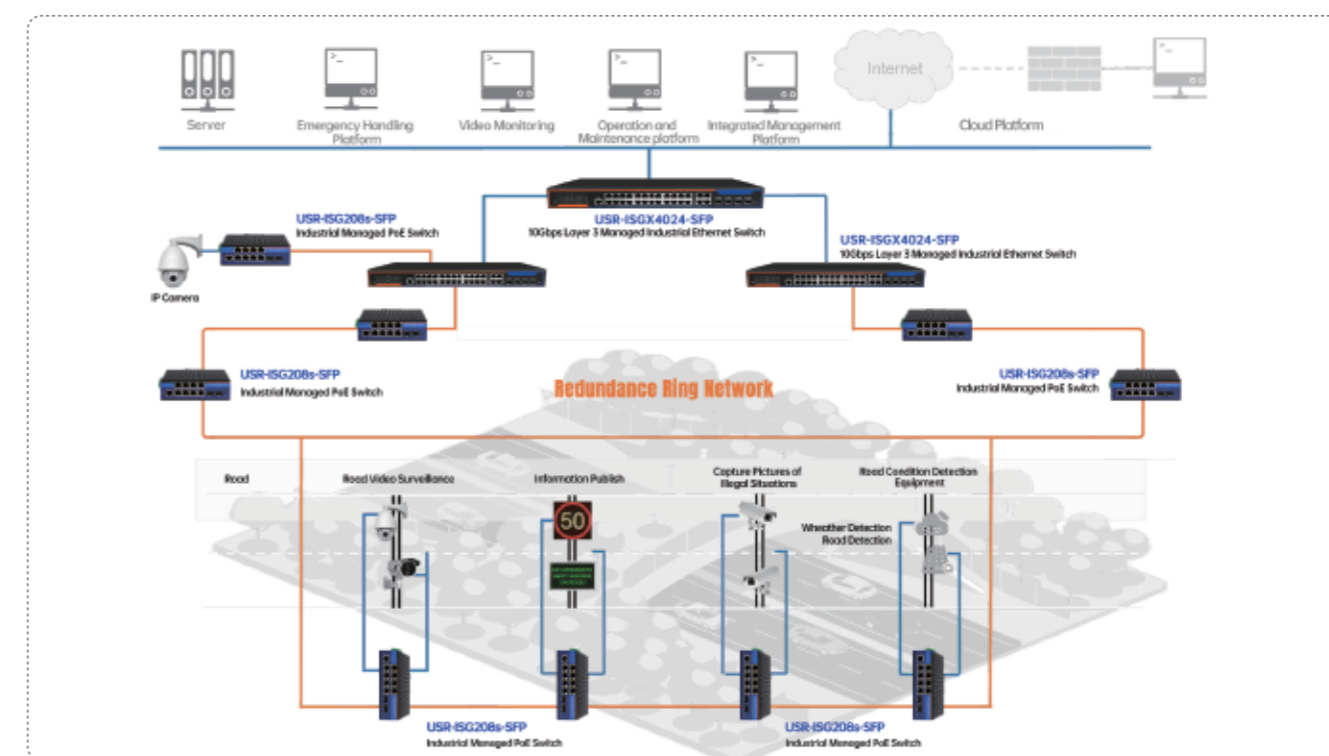 Internet
Server
Emergency Handling
Platform
Video Monitoring
Operation and
Maintenance platform
Integrated Management
Platform
Cloud Platform
USR-ISGX4024-SFP
10Gbps Layer 3 Managed Industrial Ethernet Switch
USR-ISG208s-SFP
Industrial Managed PoE Switch
USR-ISGX4024-SFP
10Gbps Layer 3 Managed Industrial Ethernet Switch
IP Camera
USR-ISG208s-SFP
Industrial Managed PoE Switch
Redundance Ring Network
USR-ISG208s-SFP
Industrial Managed PoE Switch
Road
Road Video Surveillance
Information Publish
Capture Pictures of
Illegal Situations
Road Condition Detection
Equipment
50
Wheather Detection
Road Detection
USR-ISG208s-SFP
Industrial Managed PoE Switch
USR-ISG208s-SFP
Industrial Managed PoE Switch